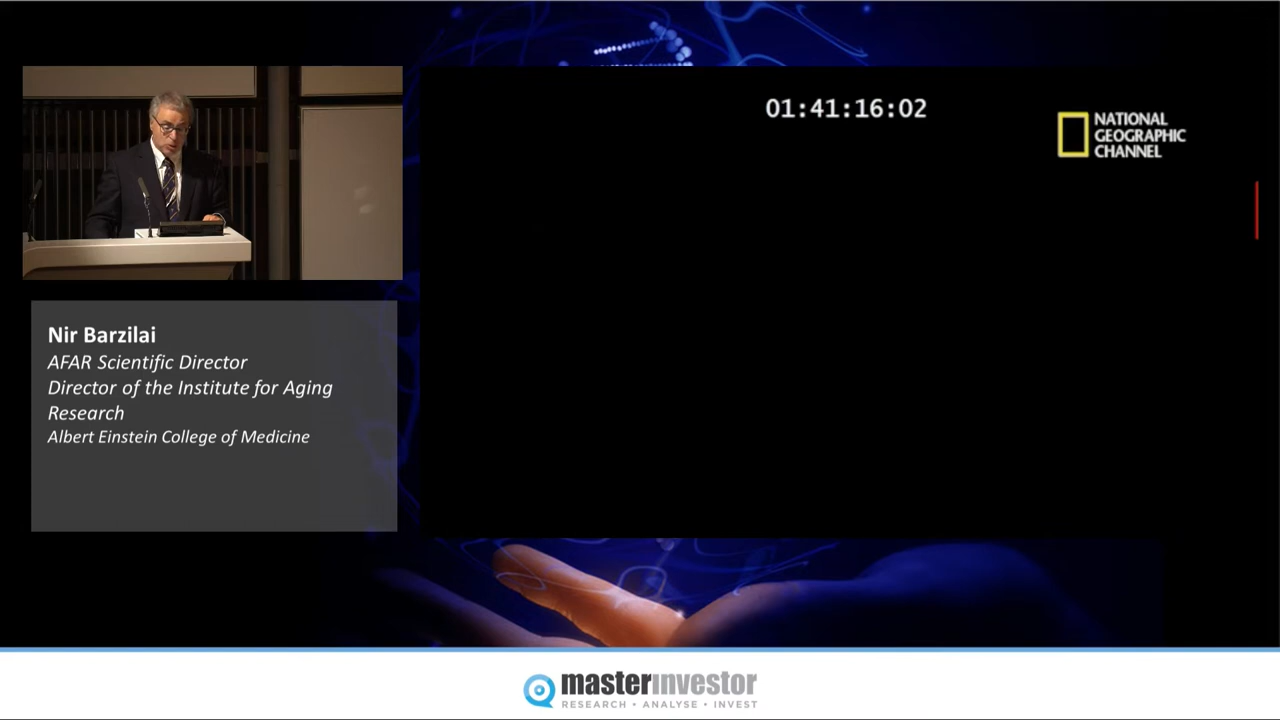 01:41:16:02
NATIONAL
GEOGRAPHIC
CHANNEL
Nir Barzilai
AFAR Scientific Director
Director of the Institute for Aging
Research
Albert Einstein College of Medicine
masterinvestor
RESEARCH • ANALYSE • INVEST